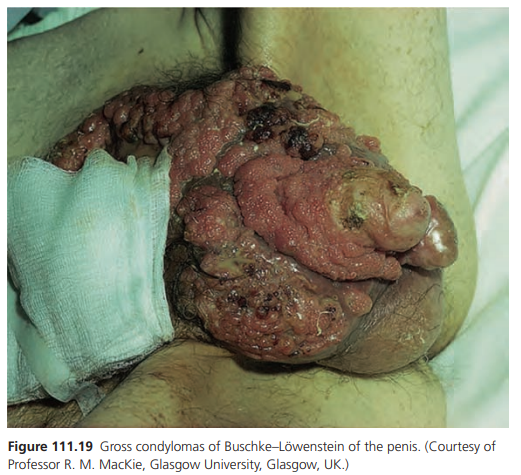 Figure 111.19 Gross condylomas of Buschke–Löwenstein of the penis. (Courtesy of
Professor R. M. MacKie, Glasgow University, Glasgow, UK.)